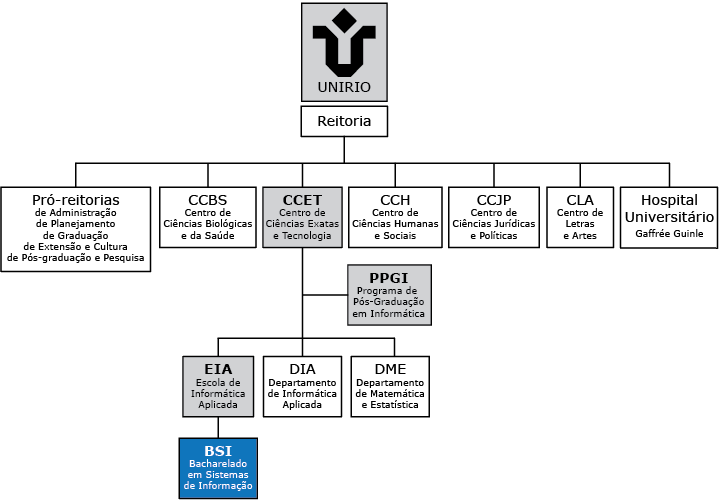 UNIRIO
Reitoria
Pró-reitorias
de Administração
de Planejamento
de Graduação
de Extensão e Cultura
de Pós-graduação e Pesquisa
CCBS
Centro de
Ciências Biológicas
e da Saúde
CCET
Centro de
Ciências Exatas
e Tecnologia
CCH
Centro de
Ciências Humanas
e Sociais
CCJP
Centro de
Ciências Jurídicas
e Políticas
CLA
Centro de
Letras
e Artes
Hospital
Universitário
Gaffrée Guinle
PPGI
Programa de
Pós-Graduação
em Informática
EIA
Escola de
Informática
Aplicada
DIA
Departamento
de Informática
Aplicada
DME
Departamento
de Matemática
e Estatística
BSI
Bacharelado
em Sistemas
de Informação